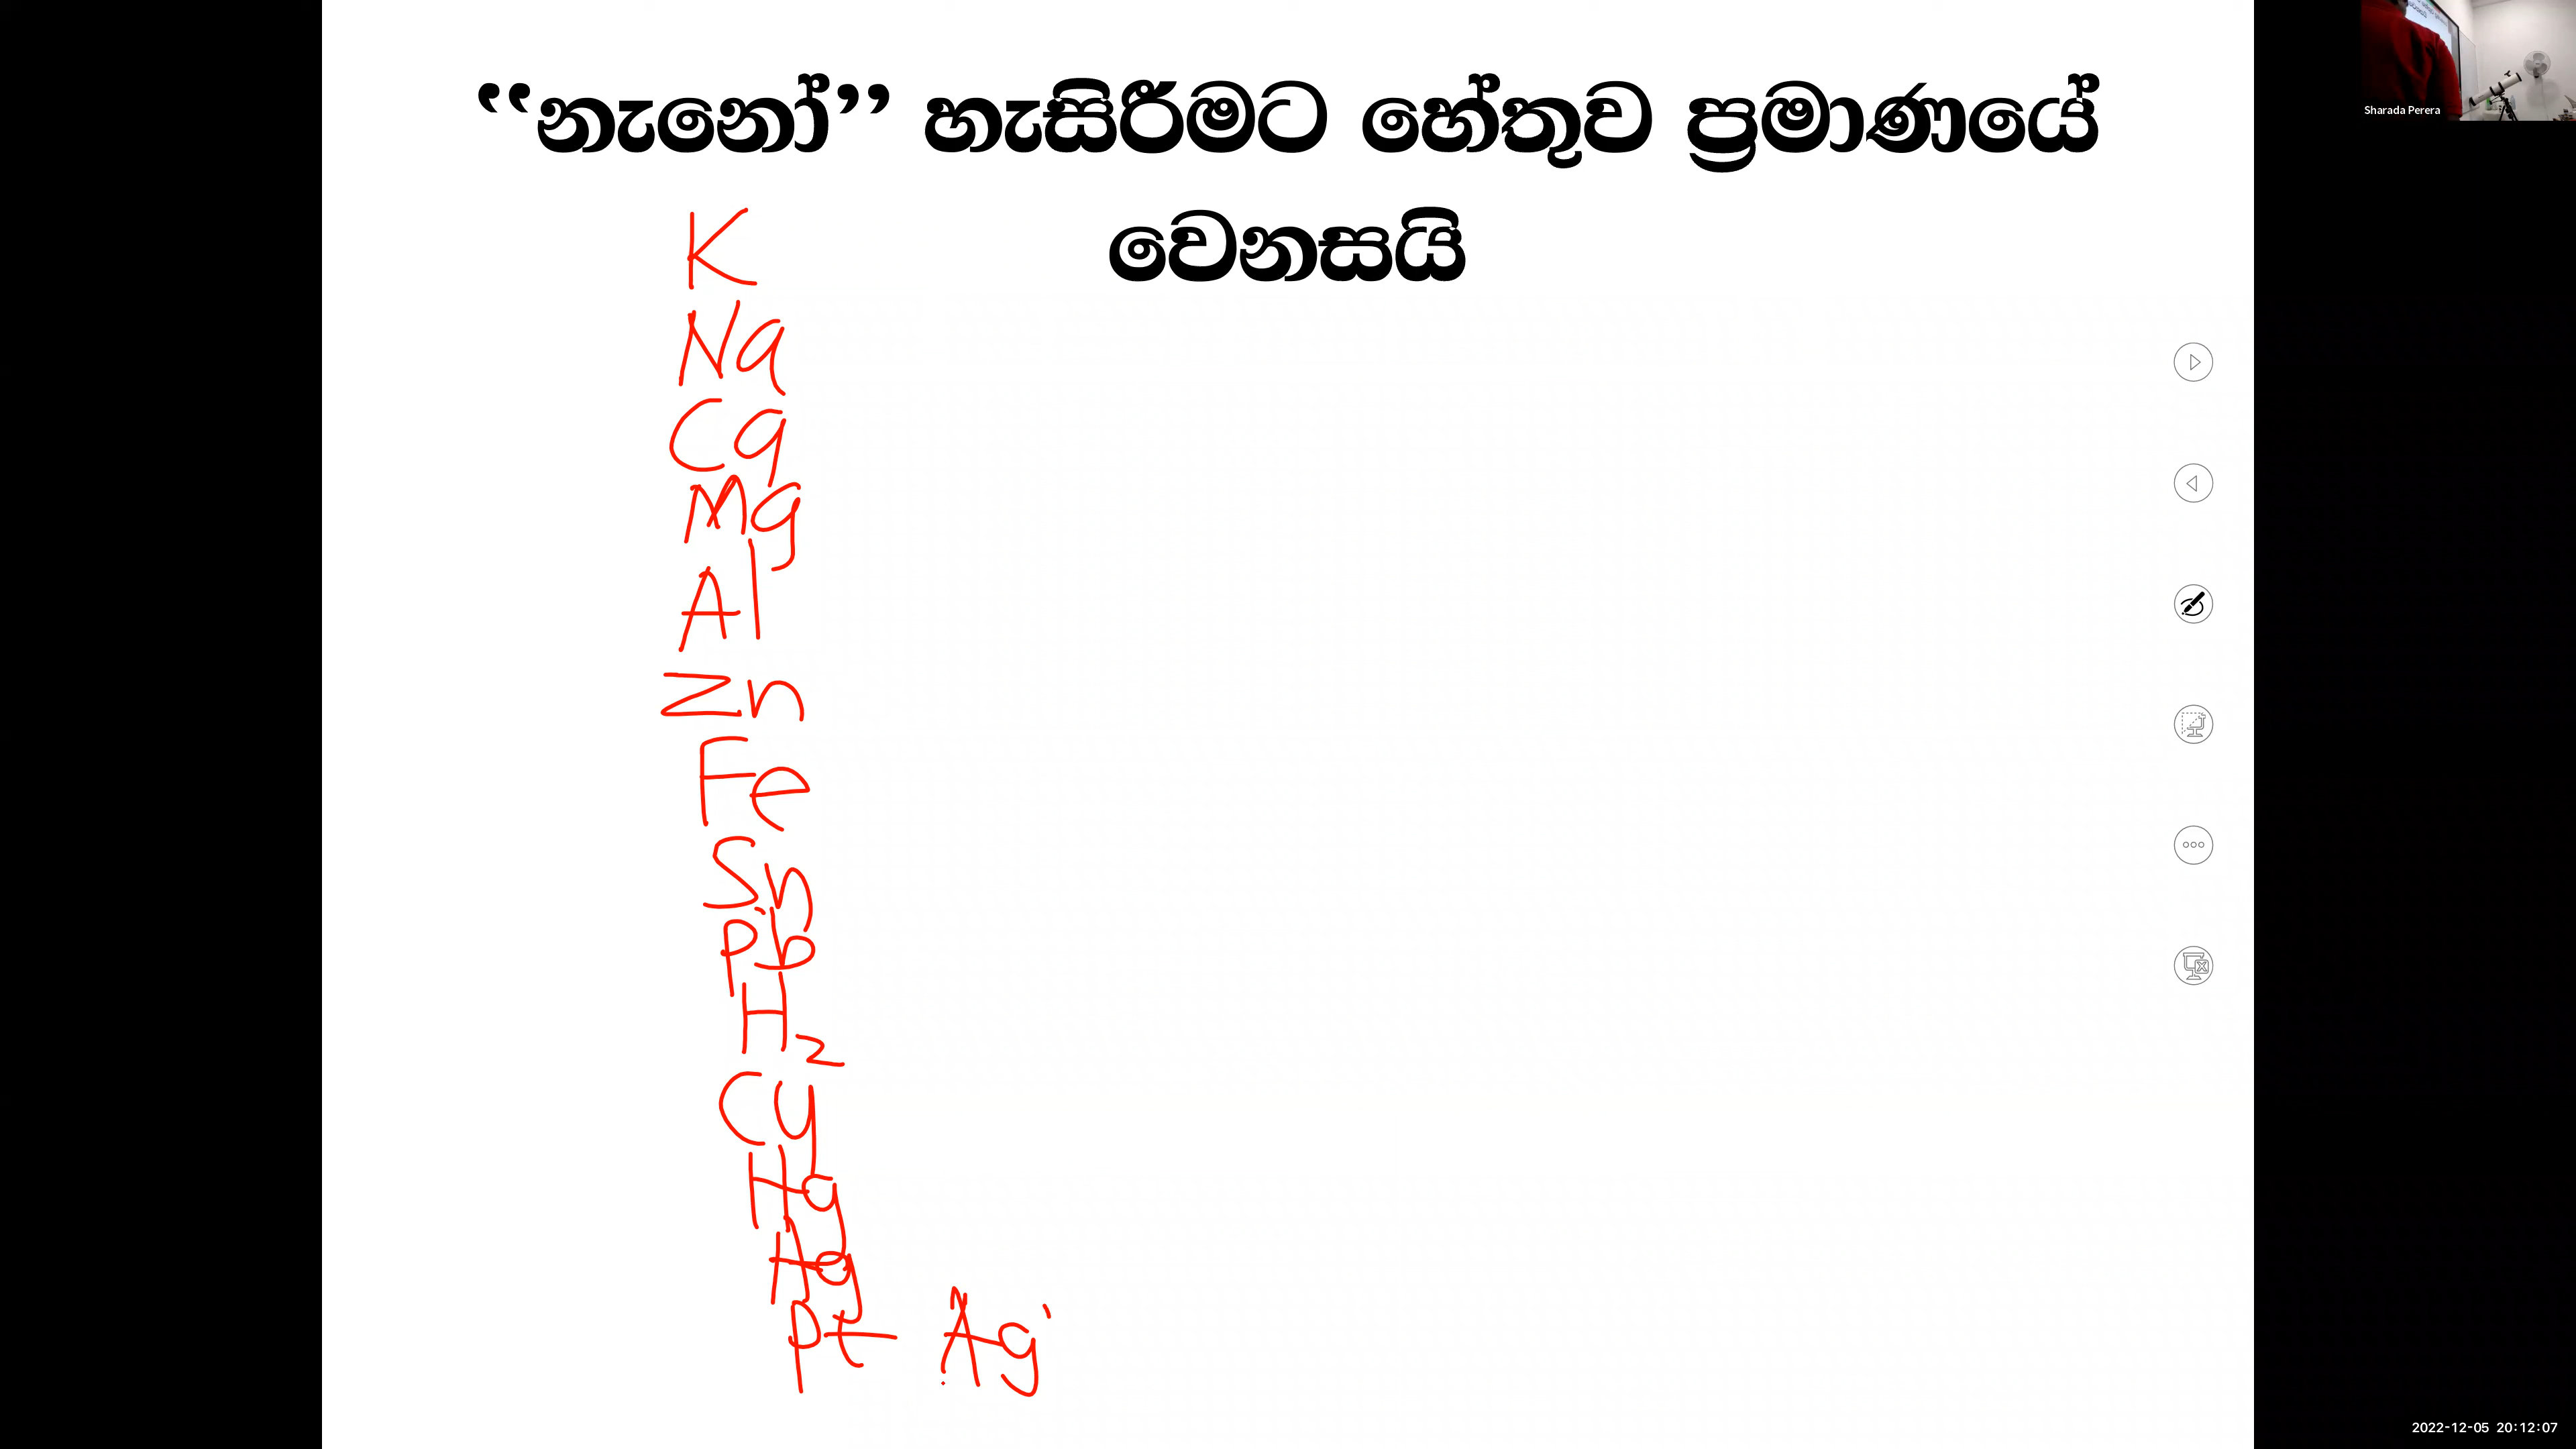 “නැනෝ” හැසිරීමට හේතුව ප්‍රමාණයේ
වෙනසයි
K
Na
Ca
Mg
Al
Zn
Fe
Sn
Pb
H₂
Cu
Hg
Ag
Pt Ag
Sharada Perera
2022-12-05 20:12:07